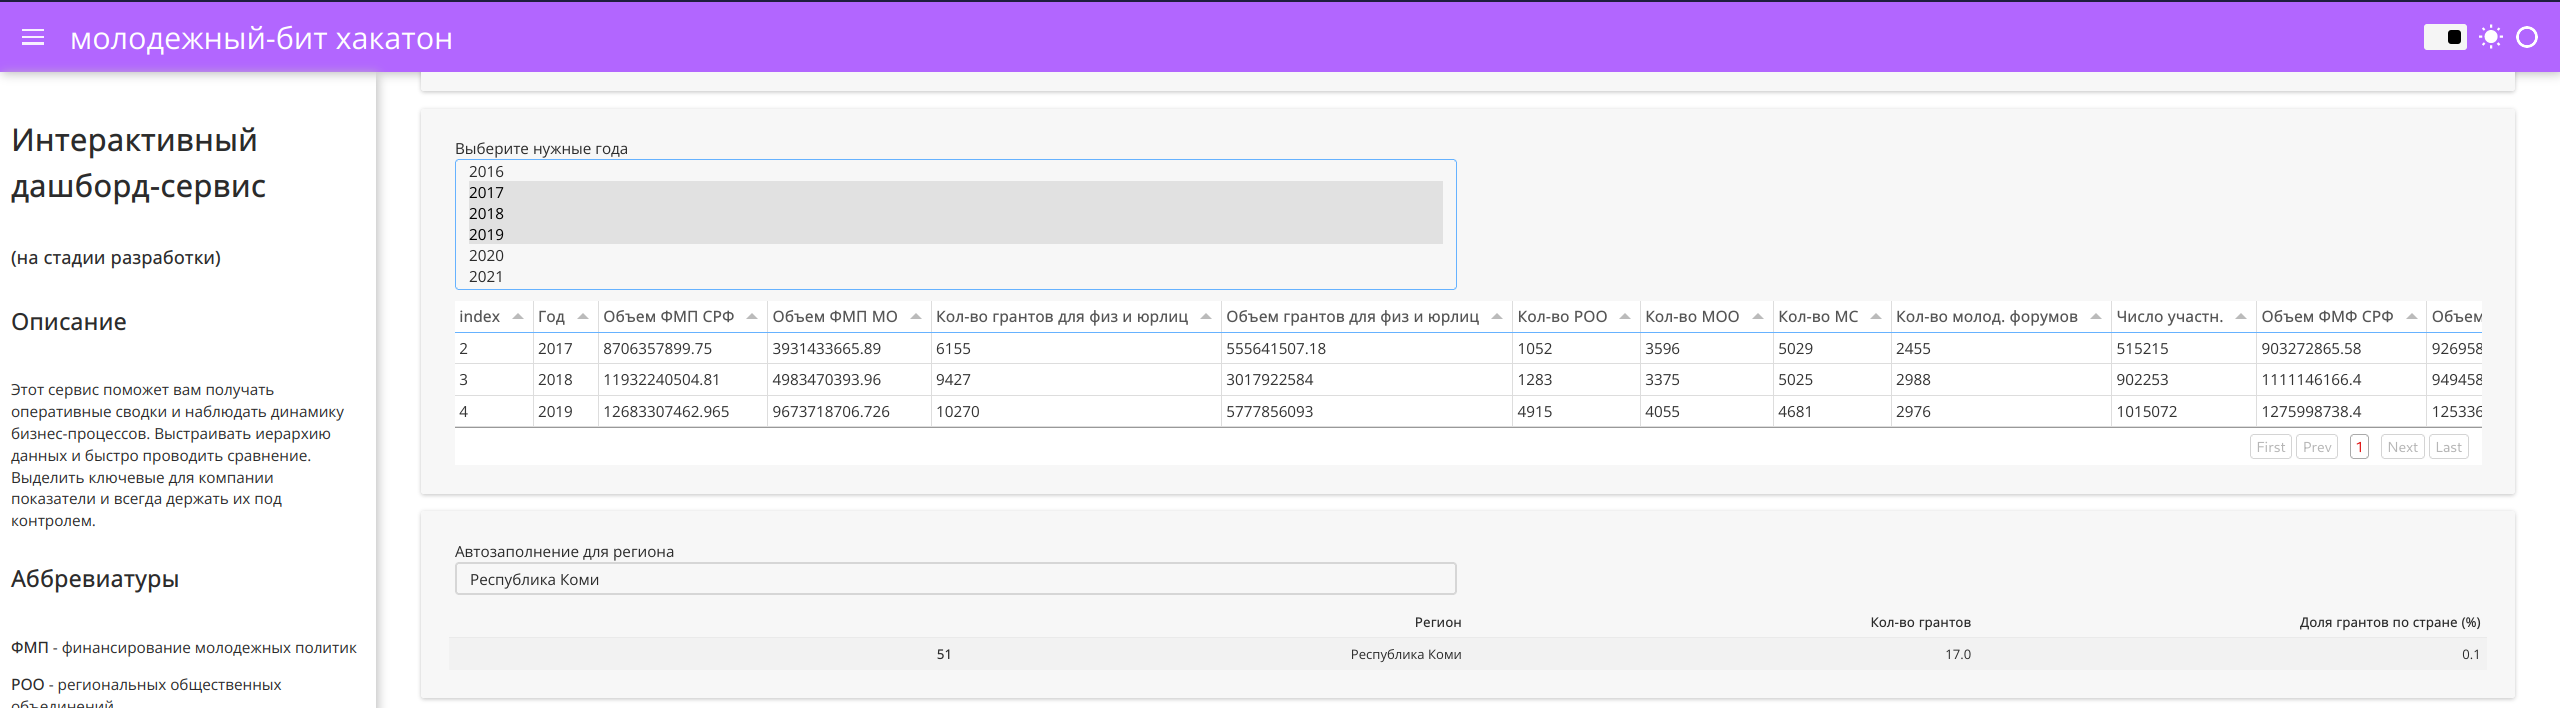 молодежный-бит хакатон
Интерактивный
дашборд-сервис
(на стадии разработки)
Описание
Этот сервис поможет вам получать
оперативные сводки и наблюдать динамику
бизнес-процессов. Выстраивать иерархию
данных и быстро проводить сравнение.
Выделить ключевые для компании
показатели и всегда держать их под
контролем.
Аббревиатуры
ФМП - финансирование молодежных политик
РОО - региональных общественных
объединений
Выберите нужные года
2016
2017
2018
2019
2020
2021
index Год Объем ФМП СРФ Объем ФМП МО Кол-во грантов для физ и юрлиц Объем грантов для физ и юрлиц Кол-во РОО Кол-во МОО Кол-во МС Кол-во молод. форумов Число участн. Объем ФМФ СРФ Объем
2 2017 8706357899.75 3931433665.89 6155 555641507.18 1052 3596 5029 2455 515215 903272865.58 926958
3 2018 11932240504.81 4983470393.96 9427 3017922584 1283 3375 5025 2988 902253 1111146166.4 949458
4 2019 12683307462.965 9673718706.726 10270 5777856093 4915 4055 4681 2976 1015072 1275998738.4 125336
First Prev 1 Next Last
Автозаполнение для региона
Республика Коми
Регион Кол-во грантов Доля грантов по стране (%)
51 Республика Коми 17.0 0.1